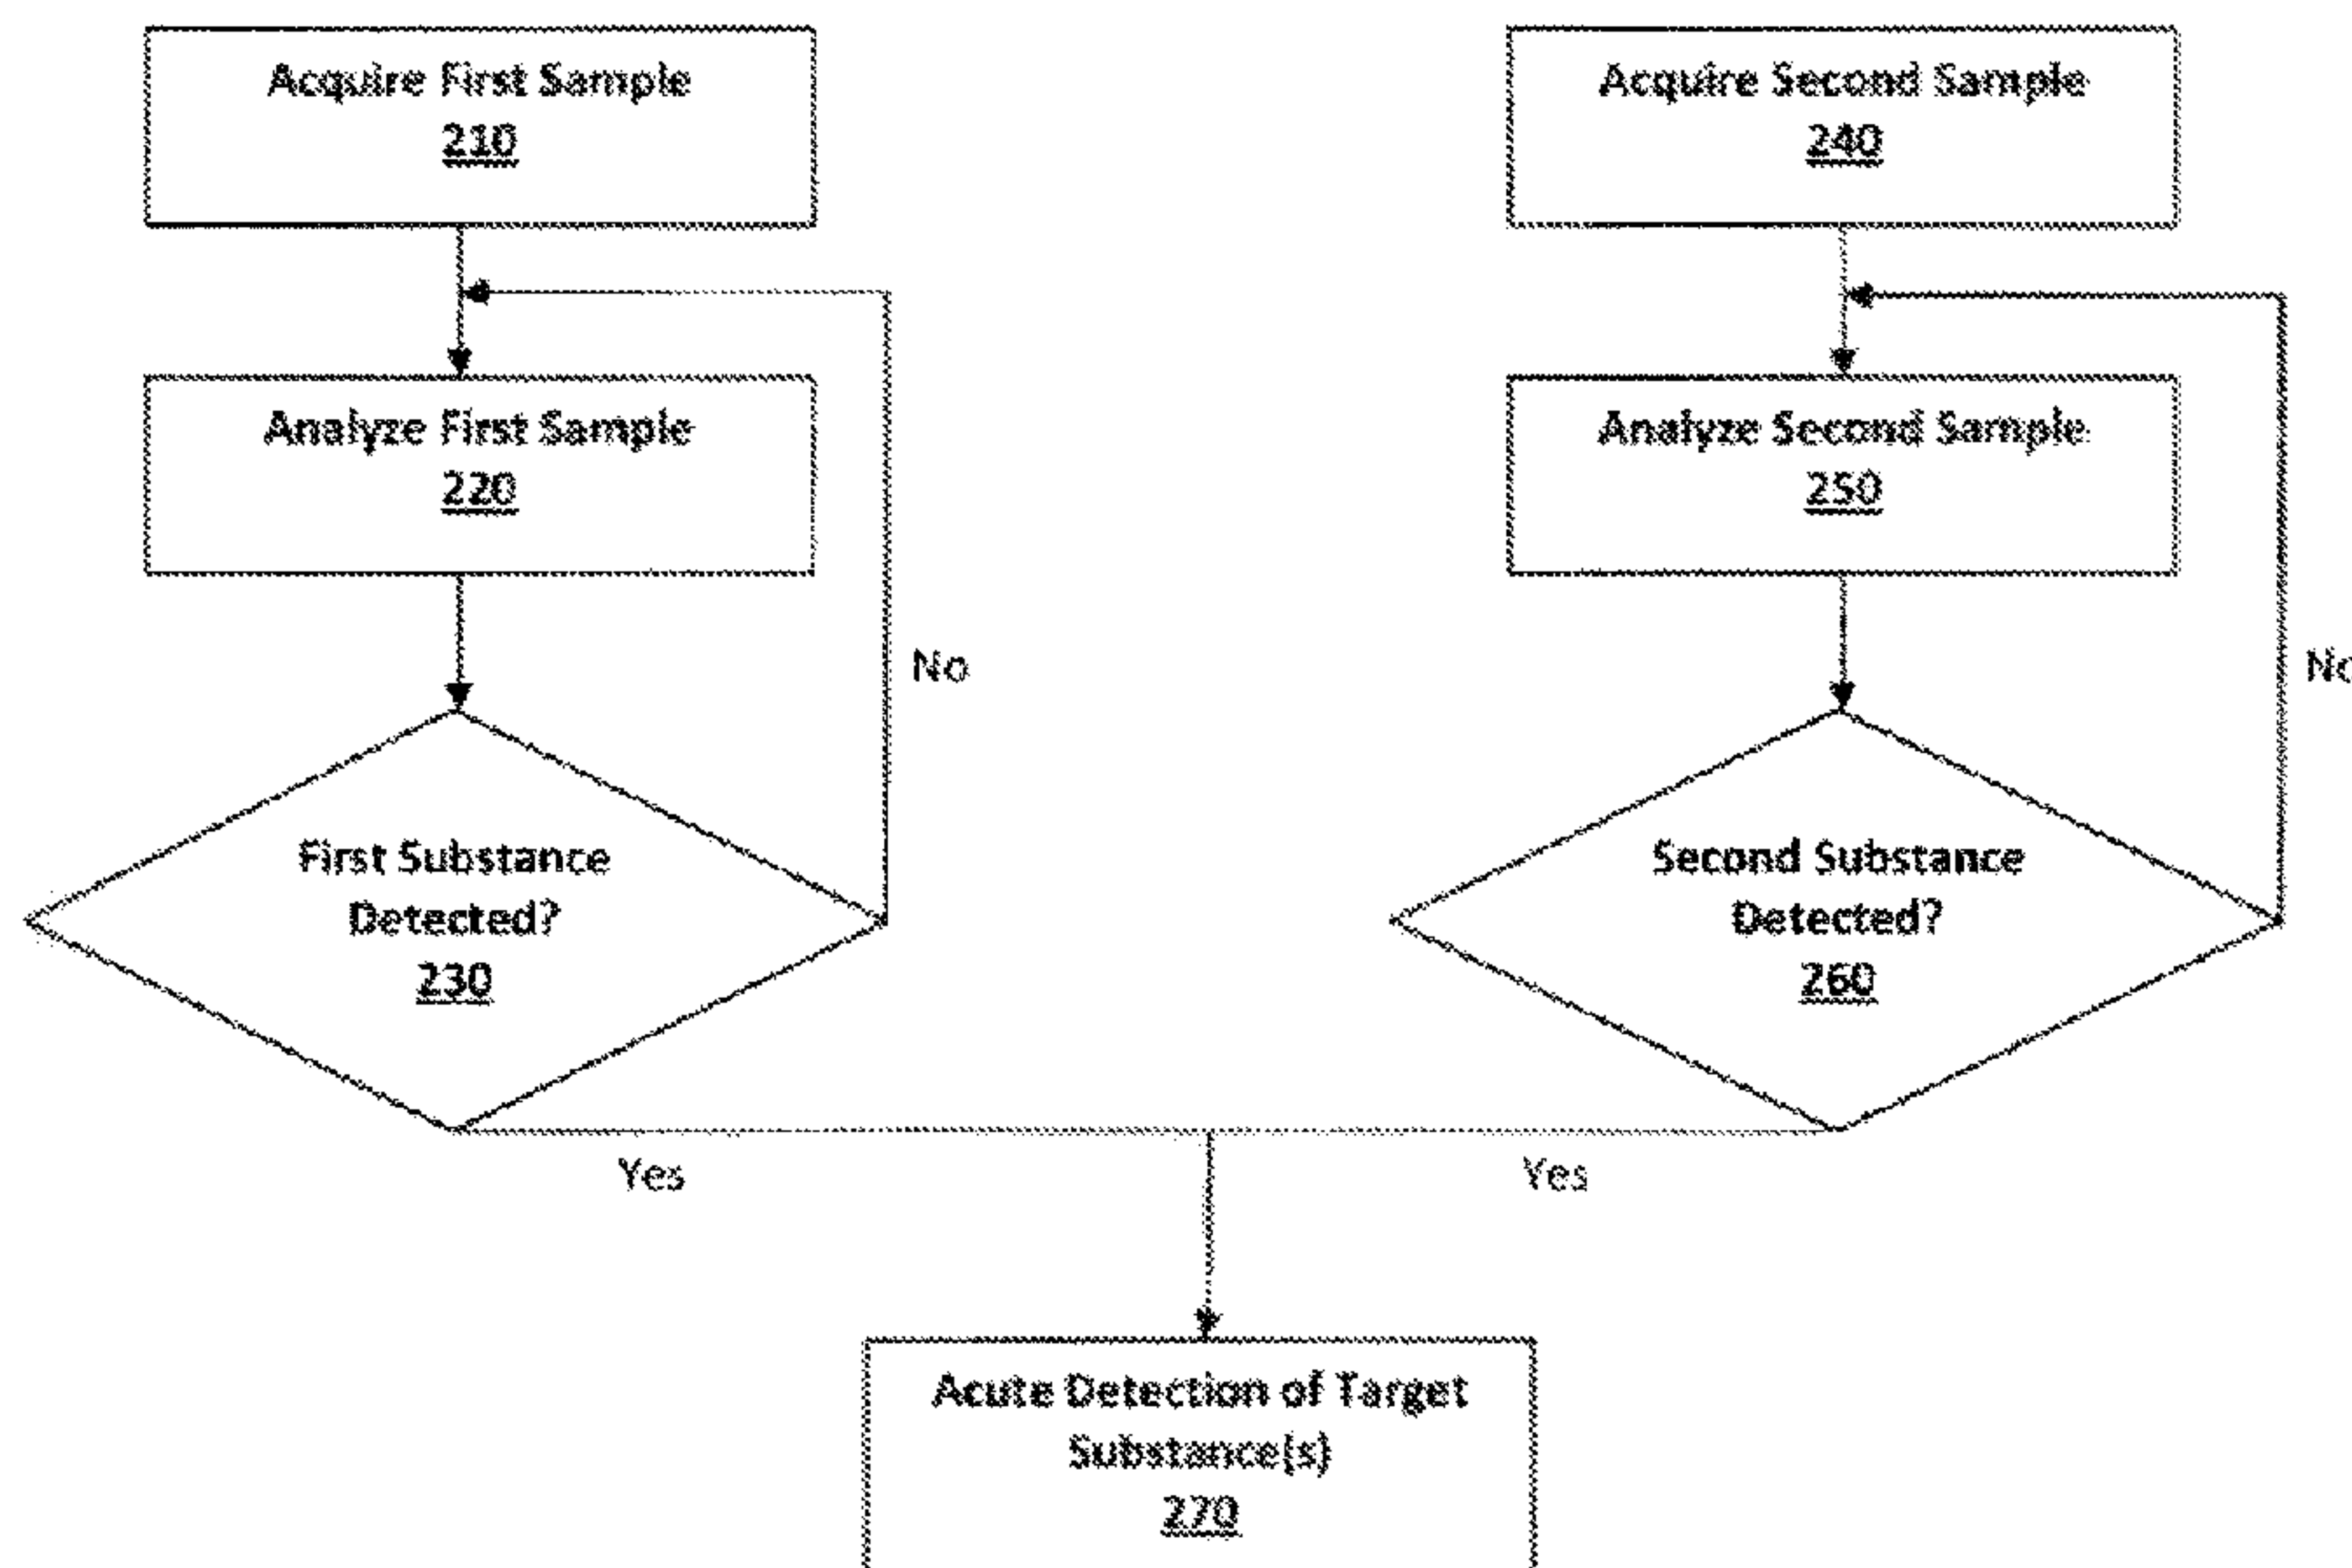 Acquire First Sample
210
Acquire Second Sample
240
Analyze First Sample
220
Analyze Second Sample
250
No
No
First Substance
Detected?
230
Second Substance
Detected?
260
Yes
Yes
Acute Detection of Target
Substance(s)
270